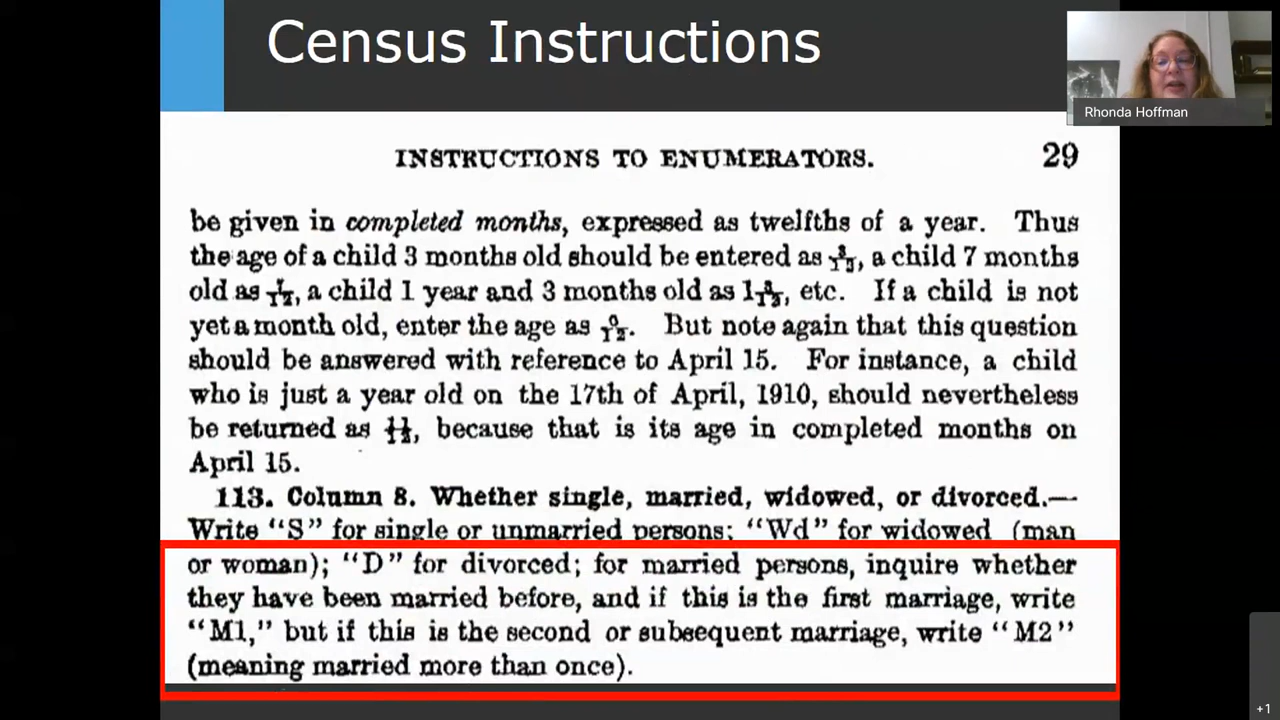 Census Instructions
Rhonda Hoffman
INSTRUCTIONS TO ENUMERATORS. 29
be given in completed months, expressed as twelfths of a year. Thus
the age of a child 3 months old should be entered as 3/12, a child 7 months
old as 7/12, a child 1 year and 3 months old as 1 3/12, etc. If a child is not
yet a month old, enter the age as 0/12. But note again that this question
should be answered with reference to April 15. For instance, a child
who is just a year old on the 17th of April, 1910, should nevertheless
be returned as 11/12, because that is its age in completed months on
April 15.
113. Column 8. Whether single, married, widowed, or divorced.—
Write "S" for single or unmarried persons; "Wd" for widowed (man
or woman); "D" for divorced; for married persons, inquire whether
they have been married before, and if this is the first marriage, write
"M1," but if this is the second or subsequent marriage, write "M2"
(meaning married more than once).
+1